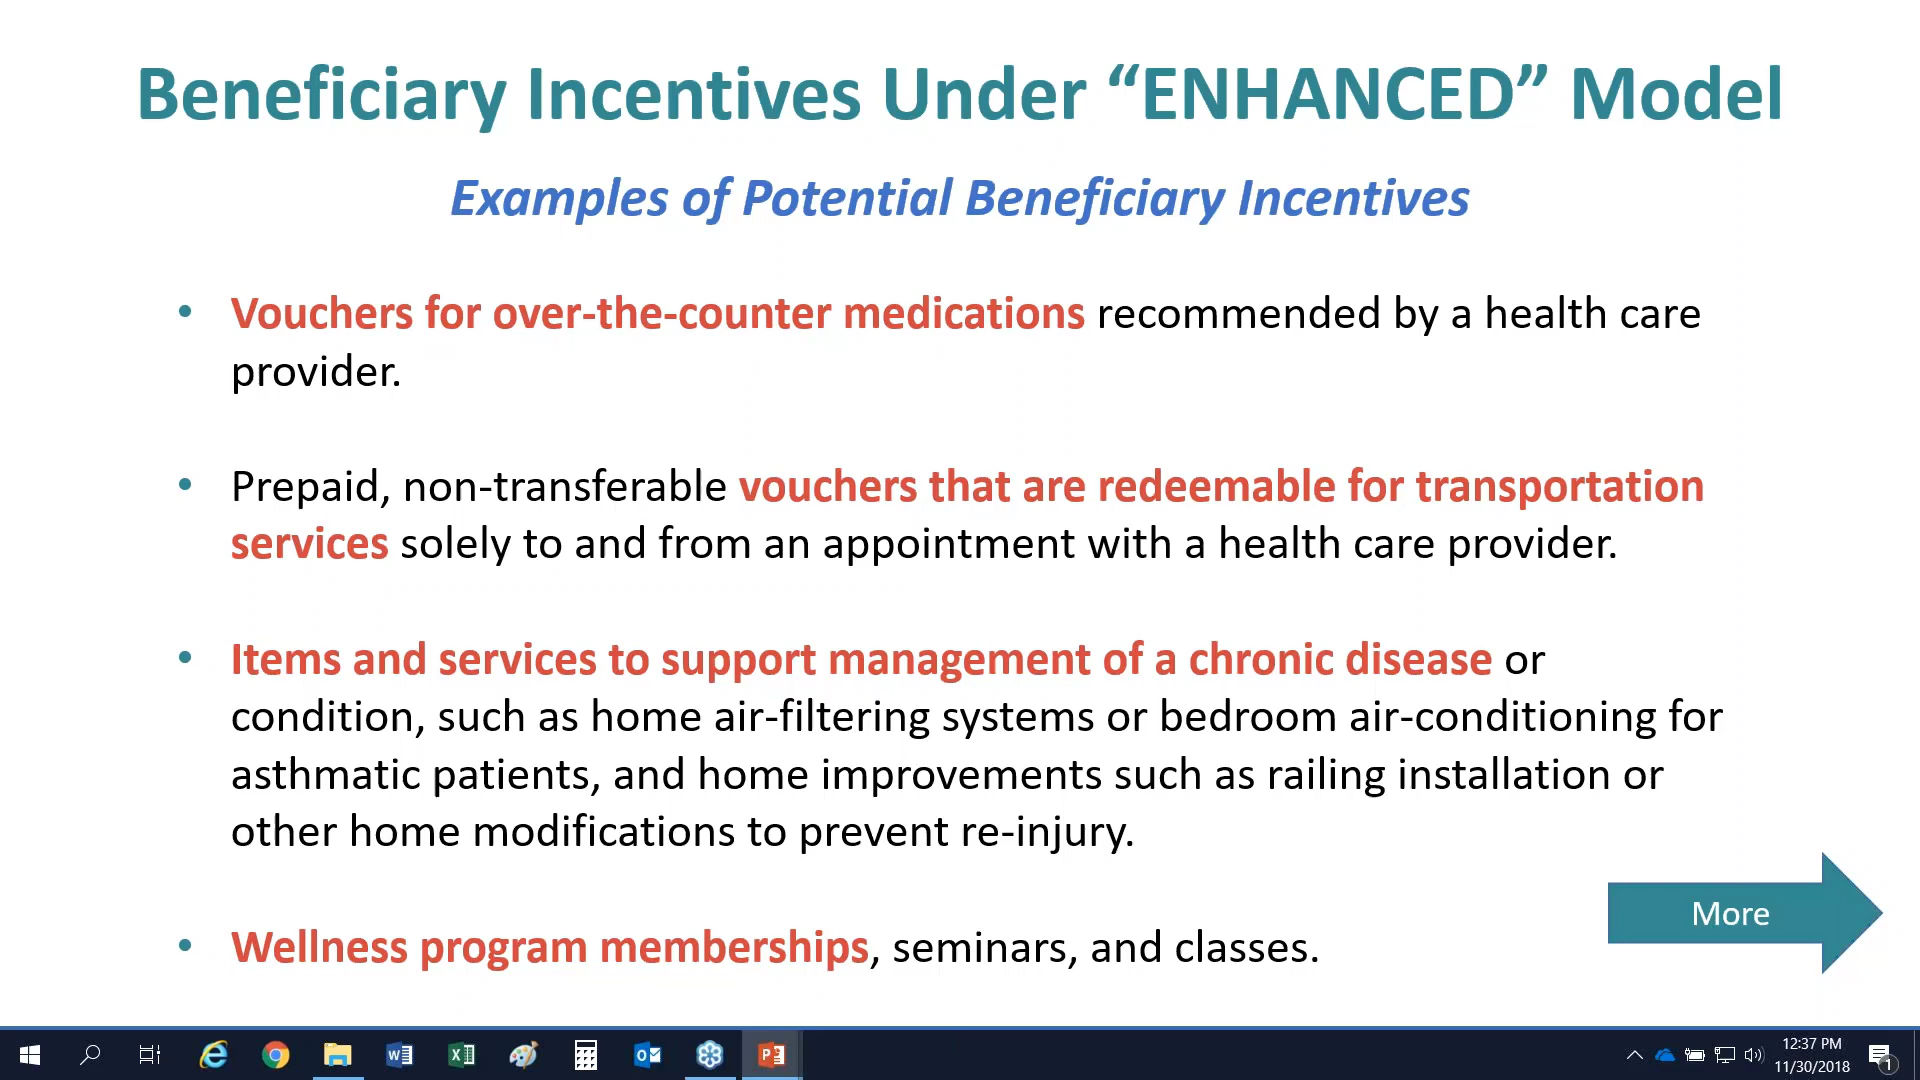 Beneficiary Incentives Under “ENHANCED” Model
Examples of Potential Beneficiary Incentives
• Vouchers for over-the-counter medications recommended by a health care
provider.
• Prepaid, non-transferable vouchers that are redeemable for transportation
services solely to and from an appointment with a health care provider.
• Items and services to support management of a chronic disease or
condition, such as home air-filtering systems or bedroom air-conditioning for
asthmatic patients, and home improvements such as railing installation or
other home modifications to prevent re-injury.
More
• Wellness program memberships, seminars, and classes.
12:37 PM
11/30/2018
1